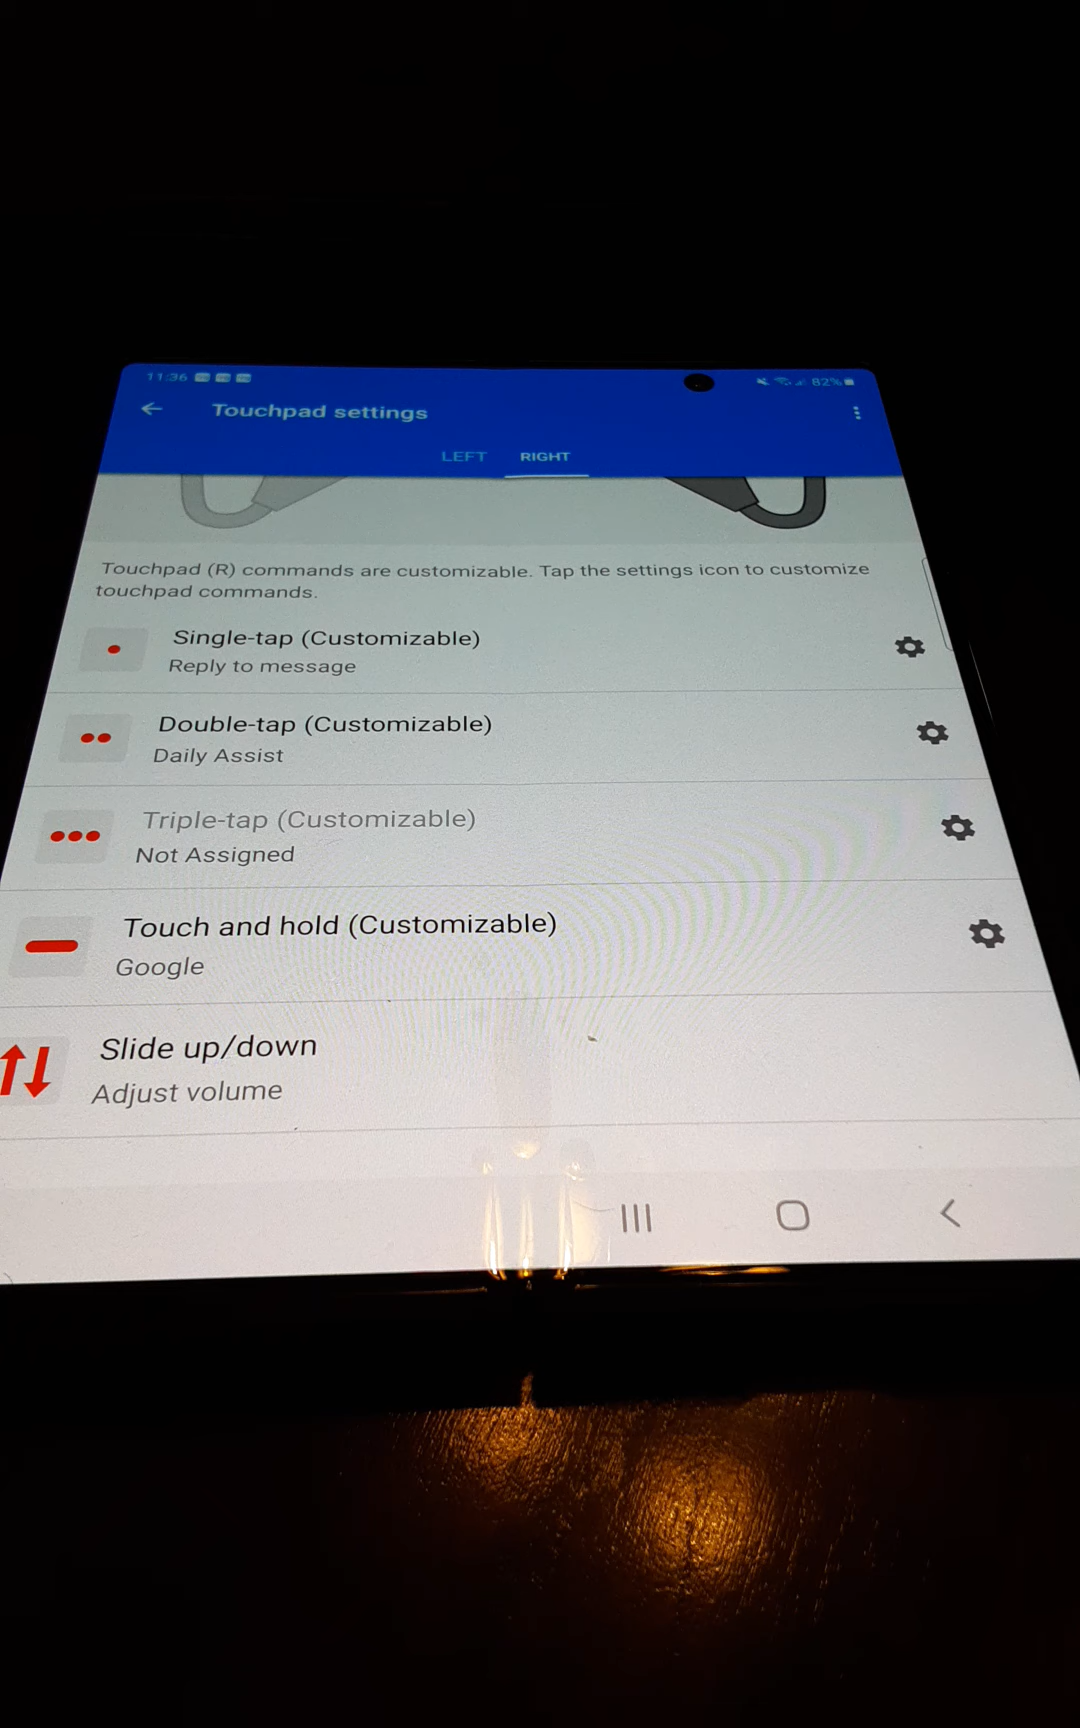 11:36
82%
Touchpad settings
LEFT RIGHT
Touchpad (R) commands are customizable. Tap the settings icon to customize
touchpad commands.
Single-tap (Customizable)
Reply to message
Double-tap (Customizable)
Daily Assist
Triple-tap (Customizable)
Not Assigned
Touch and hold (Customizable)
Google
Slide up/down
Adjust volume